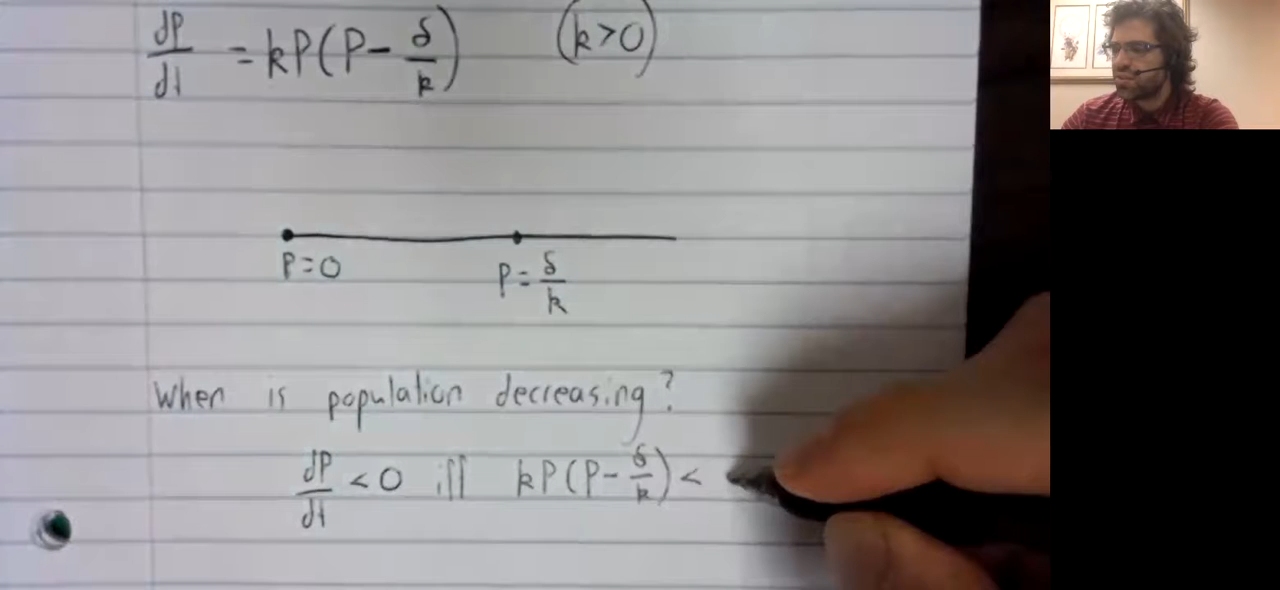 dP/dt = kP(P - δ/k) (k>0)
P=0 P= δ/k
When is population decreasing?
dP/dt < 0 iff kP(P - δ/k) <